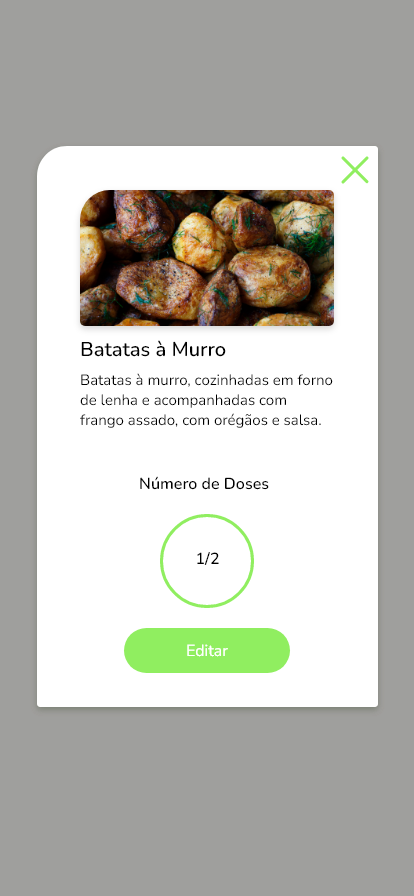 Batatas à Murro
Batatas à murro, cozinhadas em forno
de lenha e acompanhadas com
frango assado, com orégãos e salsa.
Número de Doses
1/2
Editar